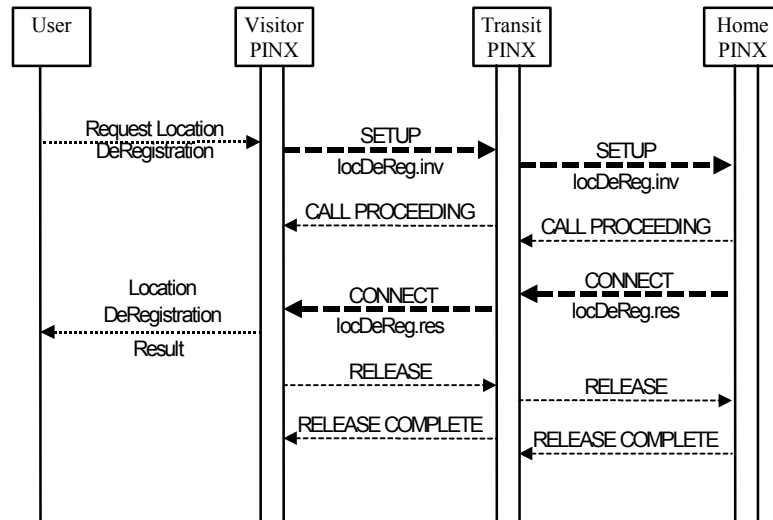 User
Visitor
PINX
Transit
PINX
Home
PINX
Request Location
DeRegistration
SETUP
locDeReg.inv
SETUP
locDeReg.inv
CALL PROCEEDING
CALL PROCEEDING
CONNECT
locDeReg.res
Location
DeRegistration
Result
CONNECT
locDeReg.res
RELEASE
RELEASE
RELEASE COMPLETE
RELEASE COMPLETE